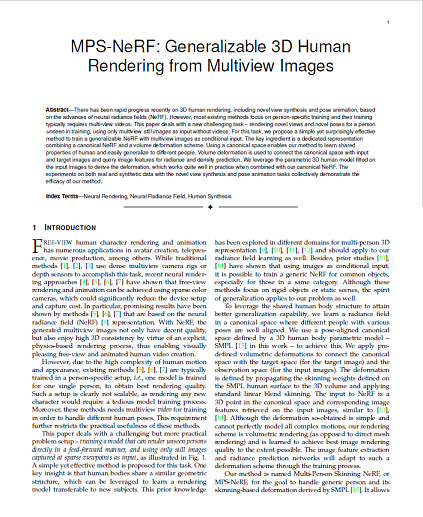 1
MPS-NeRF: Generalizable 3D Human
Rendering from Multiview Images
Abstract—There has been rapid progress recently on 3D human rendering, including novel view synthesis and pose animation, based
on the advances of neural radiance fields (NeRF). However, most existing methods focus on person-specific training and their training
typically requires multi-view videos. This paper deals with a new challenging task – rendering novel views and novel poses for a person
unseen in training, using only multiview still images as input without videos. For this task, we propose a simple yet surprisingly effective
method to train a generalizable NeRF with multiview images as conditional input. The key ingredient is a dedicated representation
combining a canonical NeRF and a volume deformation scheme. Using a canonical space enables our method to learn shared
properties of human and easily generalize to different people. Volume deformation is used to connect the canonical space with input
and target images and query image features for radiance and density prediction. We leverage the parametric 3D human model fitted on
the input images to derive the deformation, which works quite well in practice when combined with our canonical NeRF. The
experiments on both real and synthetic data with the novel view synthesis and pose animation tasks collectively demonstrate the
efficacy of our method.
Index Terms—Neural Rendering, Neural Radiance Field, Human Synthesis
1 INTRODUCTION
FREE-VIEW human character rendering and animation
has numerous applications in avatar creation, telepres-
ence, movie production, among others. While traditional
methods [1], [2], [3] use dense multiview camera rigs or
depth sensors to accomplish this task, recent neural render-
ing approaches [4], [5], [6], [7] have shown that free-view
rendering and animation can be achieved using sparse color
cameras, which could significantly reduce the device setup
and capture cost. In particular, promising results have been
shown by methods [5], [6], [7] that are based on the neural
radiance field (NeRF) [8] representation. With NeRF, the
generated multiview images not only have decent quality,
but also enjoy high 3D consistency by virtue of an explicit,
physics-based rendering process, thus enabling visually
pleasing free-view and animated human video creation.
However, due to the high complexity of human motion
and appearance, existing methods [5], [6], [7] are typically
trained in a person-specific setup, i.e., one model is trained
for one single person, to obtain best rendering quality.
Such a setup is clearly not scalable, as rendering any new
character would require a tedious model training process.
Moreover, these methods needs multiview video for training
in order to handle different human poses. This requirement
further restricts the practical usefulness of these methods.
This paper deals with a challenging but more practical
problem setup – training a model that can render unseen persons
directly in a feed-forward manner, and using only still images
captured at sparse viewpoints as input, as illustrated in Fig. 1.
A simple yet effective method is proposed for this task. One
key insight is that human bodies share a similar geometric
structure, which can be leveraged to learn a rendering
model transferable to new subjects. This prior knowledge
has been explored in different domains for multi-person 3D
representation [9], [10], [11], [12] and should apply to our
radiance field learning as well. Besides, prior studies [13],
[14] have shown that using images as conditional input,
it is possible to train a generic NeRF for common objects,
especially for those in a same category. Although these
methods focus on rigid objects or static scenes, the spirit
of generalization applies to our problem as well.
To leverage the shared human body structure to attain
better generalization capability, we learn a radiance field
in a canonical space where different people with various
poses are well aligned. We use a pose-aligned canonical
space defined by a 3D human body parametric model –
SMPL [15] in this work – to achieve this. We apply pre-
defined volumetric deformations to connect the canonical
space with the target space (for the target image) and the
observation space (for the input images). The deformation
is defined by propagating the skinning weights defined on
the SMPL human surface to the 3D volume and applying
standard linear blend skinning. The input to NeRF is a
3D point in the canonical space and corresponding image
features retrieved on the input images, similar to [13],
[14]. Although the deformation so-obtained is simple and
cannot perfectly model all complex motions, our rendering
scheme is volumetric rendering (as opposed to direct mesh
rendering) and is learned to achieve best image rendering
quality to the extent possible. The image feature extraction
and radiance prediction networks will adapt to such a
deformation scheme through the training process.
Our method is named Multi-Person Skinning NeRF, or
MPS-NeRF, for the goal to handle generic person and its
skinning-based deformation derived by SMPL [15]. It allows